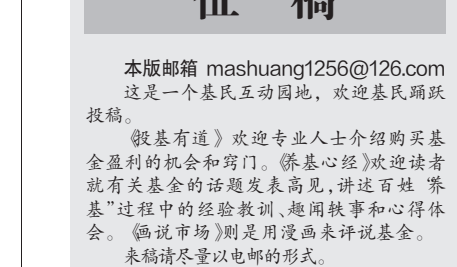 征 稿
本版邮箱 mashuang1256@126.com
这是一个基民互动园地，欢迎基民踊跃
投稿。
《投基有道》欢迎专业人士介绍购买基
金盈利的机会和窍门。《养基心经》欢迎读者
就有关基金的话题发表高见,讲述百姓“养
基”过程中的经验教训、趣闻轶事和心得体
会。《画说市场》则是用漫画来评说基金。
来稿请尽量以电邮的形式。